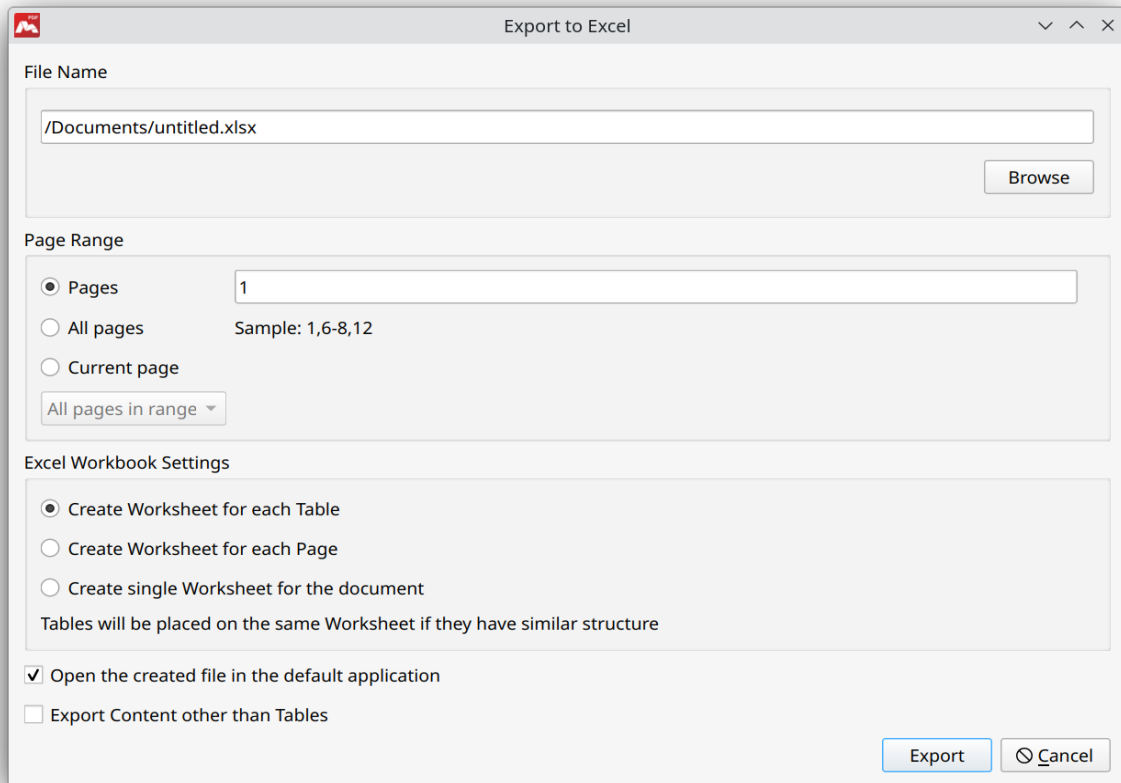 PDF
Export to Excel
File Name
/Documents/untitled.xlsx
Browse
Page Range
Pages 1
All pages Sample: 1,6-8,12
Current page
All pages in range
Excel Workbook Settings
Create Worksheet for each Table
Create Worksheet for each Page
Create single Worksheet for the document
Tables will be placed on the same Worksheet if they have similar structure
Open the created file in the default application
Export Content other than Tables
Export Cancel